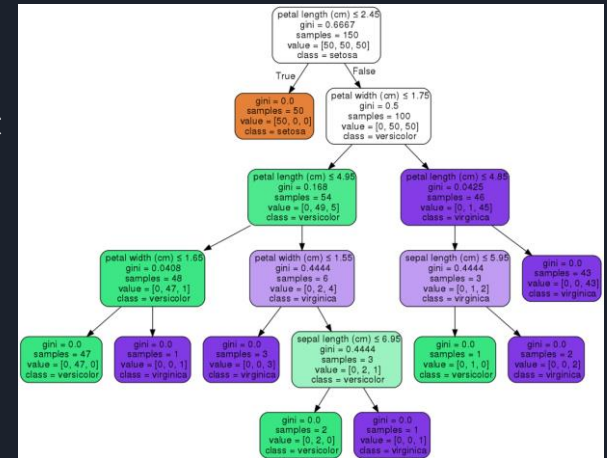 petal length (cm) ≤ 2.45
gini = 0.6667
samples = 150
value = [50, 50, 50]
class = setosa
True
False
gini = 0.0
samples = 50
value = [50, 0, 0]
class = setosa
petal width (cm) ≤ 1.75
gini = 0.5
samples = 100
value = [0, 50, 50]
class = versicolor
petal length (cm) ≤ 4.95
gini = 0.168
samples = 54
value = [0, 49, 5]
class = versicolor
petal length (cm) ≤ 4.85
gini = 0.0425
samples = 46
value = [0, 1, 45]
class = virginica
petal width (cm) ≤ 1.65
gini = 0.0408
samples = 48
value = [0, 47, 1]
class = versicolor
petal width (cm) ≤ 1.55
gini = 0.4444
samples = 6
value = [0, 2, 4]
class = virginica
sepal length (cm) ≤ 5.95
gini = 0.4444
samples = 3
value = [0, 1, 2]
class = virginica
gini = 0.0
samples = 43
value = [0, 0, 43]
class = virginica
gini = 0.0
samples = 47
value = [0, 47, 0]
class = versicolor
gini = 0.0
samples = 1
value = [0, 0, 1]
class = virginica
gini = 0.0
samples = 3
value = [0, 0, 3]
class = virginica
sepal length (cm) ≤ 6.95
gini = 0.4444
samples = 3
value = [0, 2, 1]
class = versicolor
gini = 0.0
samples = 1
value = [0, 1, 0]
class = versicolor
gini = 0.0
samples = 2
value = [0, 0, 2]
class = virginica
gini = 0.0
samples = 2
value = [0, 2, 0]
class = versicolor
gini = 0.0
samples = 1
value = [0, 0, 1]
class = virginica